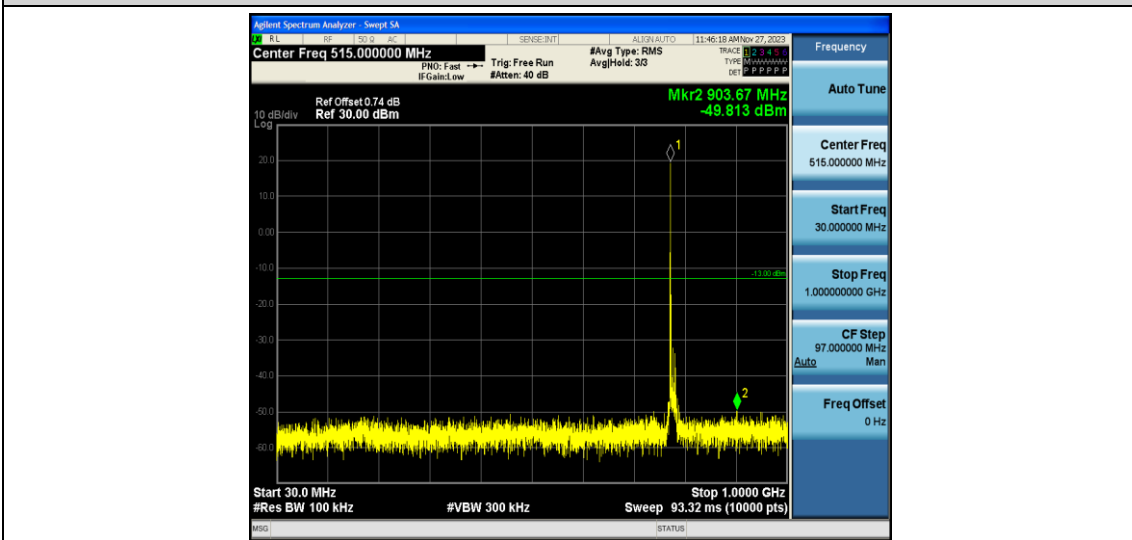 Agilent Spectrum Analyzer - Swept SA
RL RF 50 Ω AC SENSE:INT ALIGN AUTO 11:46:18 AM Nov 27, 2023
Center Freq 515.000000 MHz
PNO: Fast
IFGain:Low
Trig: Free Run
#Atten: 40 dB
#Avg Type: RMS
Avg|Hold: 3/3
TRACE 1 2 3 4 5 6
TYPE M
DET P P P P P P
Ref Offset 0.74 dB
10 dB/div Ref 30.00 dBm
Log
Mkr2 903.67 MHz
-49.813 dBm
1
20.0
10.0
0.00
-10.0
-13.00 dBm
-20.0
-30.0
-40.0
2
-50.0
-60.0
Start 30.0 MHz Stop 1.0000 GHz
#Res BW 100 kHz #VBW 300 kHz Sweep 93.32 ms (10000 pts)
MSG STATUS
Frequency
Auto Tune
Center Freq
515.000000 MHz
Start Freq
30.000000 MHz
Stop Freq
1.000000000 GHz
CF Step
97.000000 MHz
Auto Man
Freq Offset
0 Hz